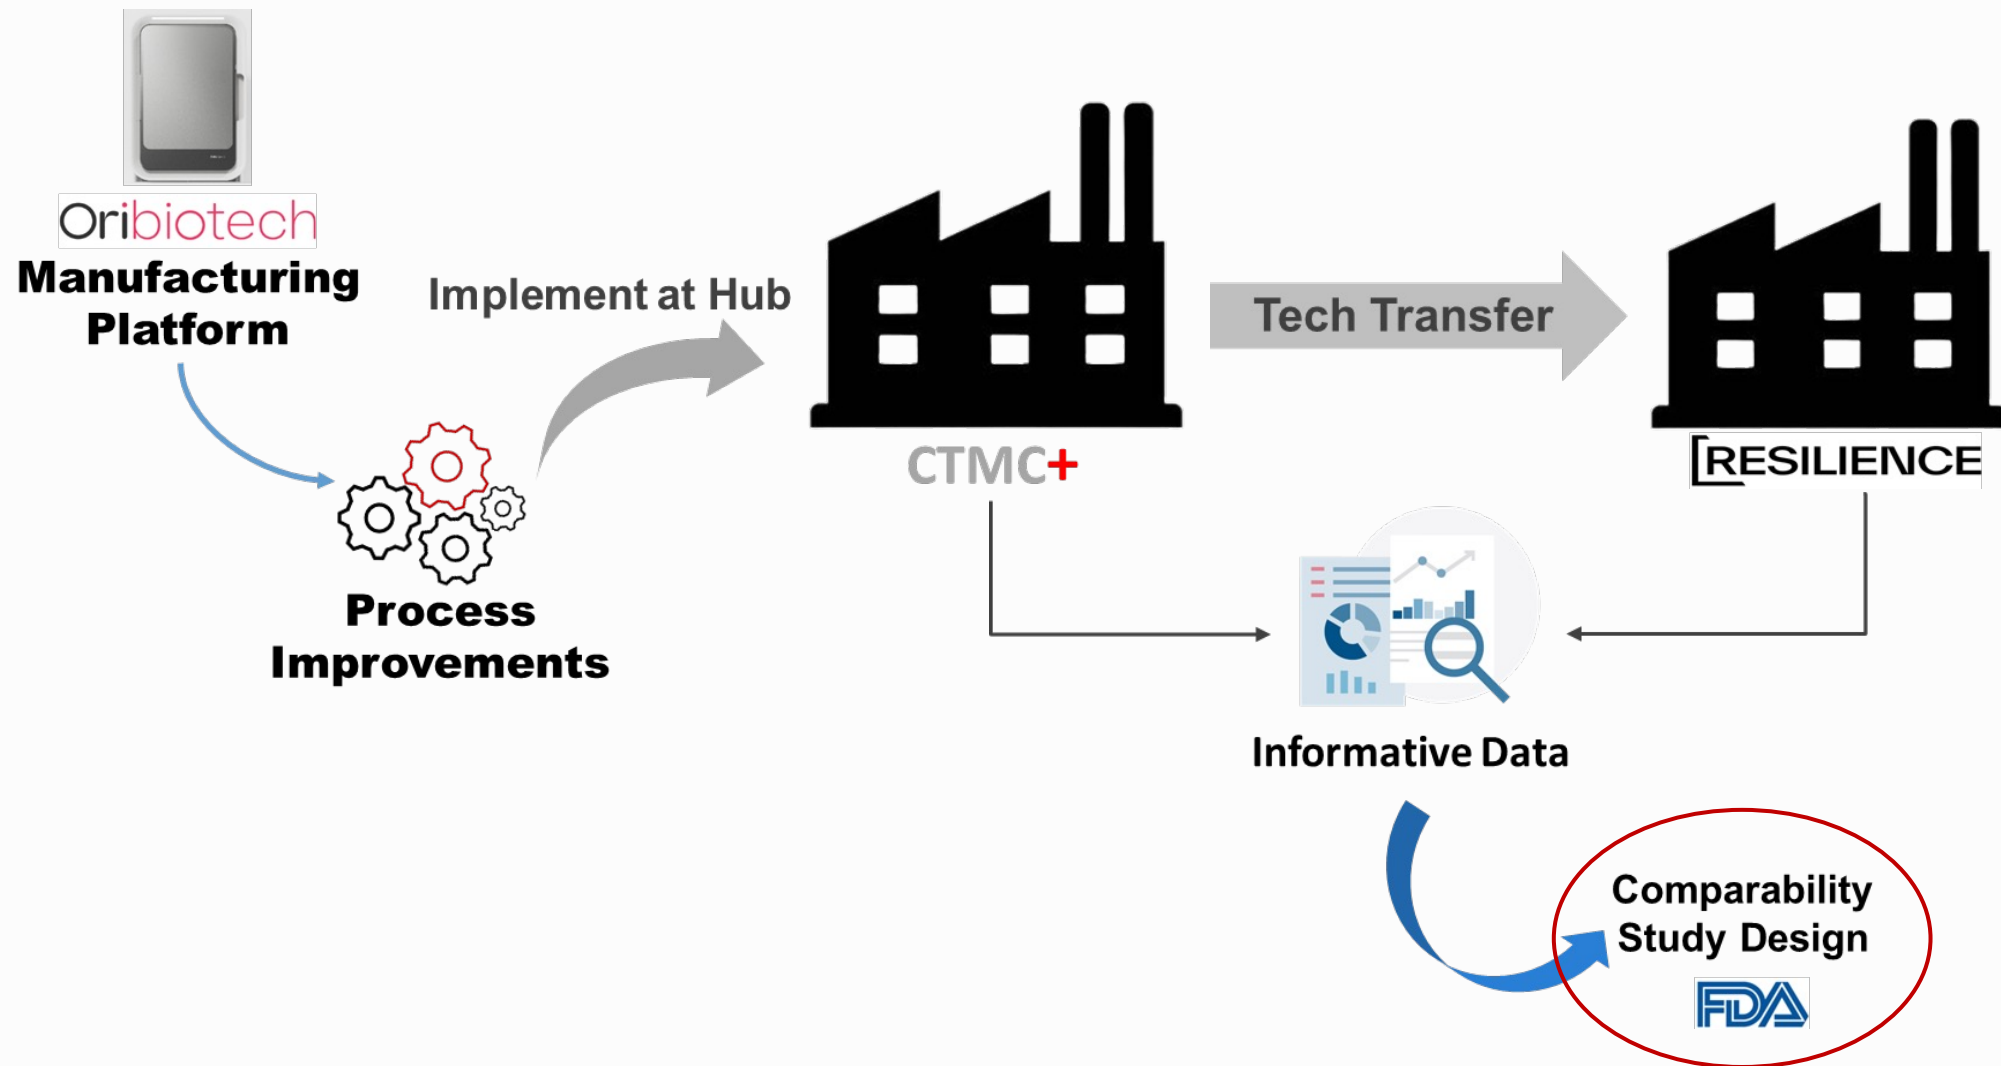 Oribiotech
Manufacturing
Platform
Implement at Hub
Tech Transfer
CTMC+
[RESILIENCE
Process
Improvements
Informative Data
Comparability
Study Design
FDA